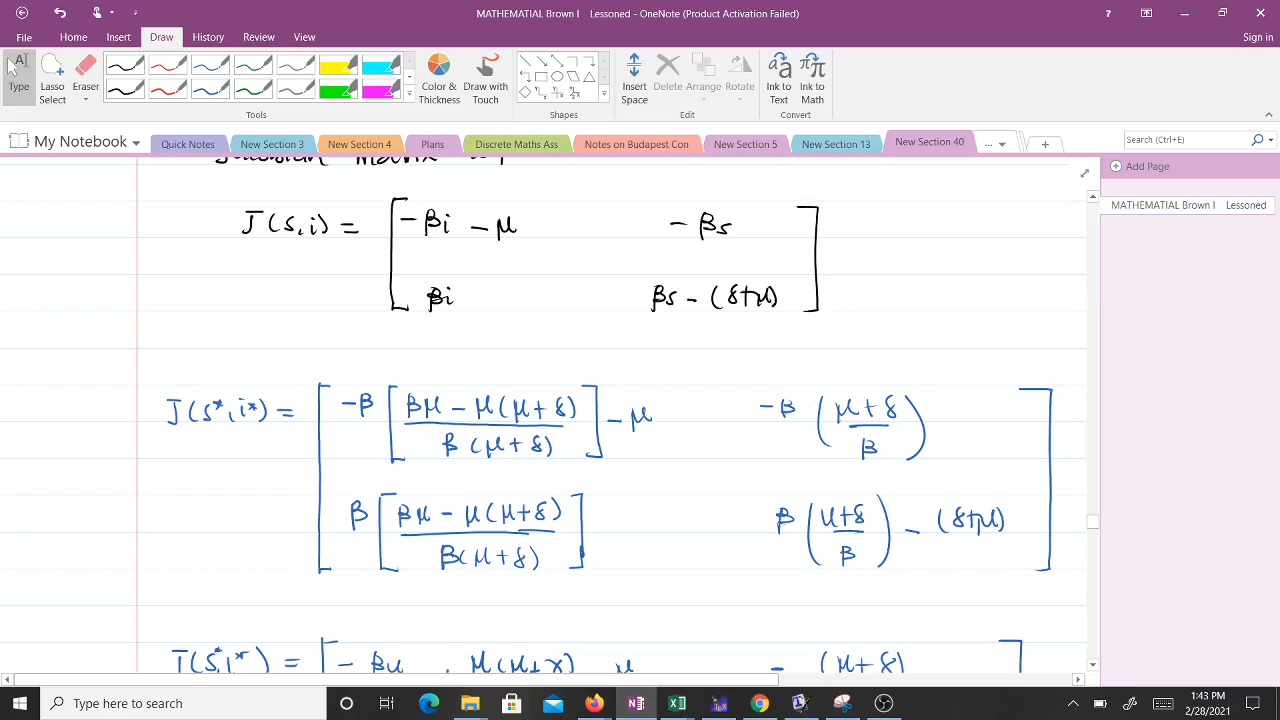 MATHEMATIAL Brown I Lessoned - OneNote (Product Activation Failed)
File Home Insert Draw History Review View Sign in
Type Lasso Select Eraser Color & Thickness Draw with Touch Insert Space Delete Arrange Rotate Ink to Text Ink to Math
Tools Shapes Edit Convert
My Notebook Quick Notes New Section 3 New Section 4 Plans Discrete Maths Ass Notes on Budapest Con New Section 5 New Section 13 New Section 40 ... Search (Ctrl+E)
Add Page
MATHEMATIAL Brown I Lessoned
J(s,i) = [ -βi - μ   -βs
βi   βs - (δ+μ) ]
J(s*,i*) = [ -β [ βμ - μ(μ+δ) / β(μ+δ) ] - μ   -β ( μ+δ / β )
β [ βμ - μ(μ+δ) / β(μ+δ) ]   β ( μ+δ / β ) - (δ+μ) ]
J(s*,i*) = [ - βμ + μ(μ+γ) - μ   - (μ+δ) ]
Type here to search
1:43 PM
2/28/2021